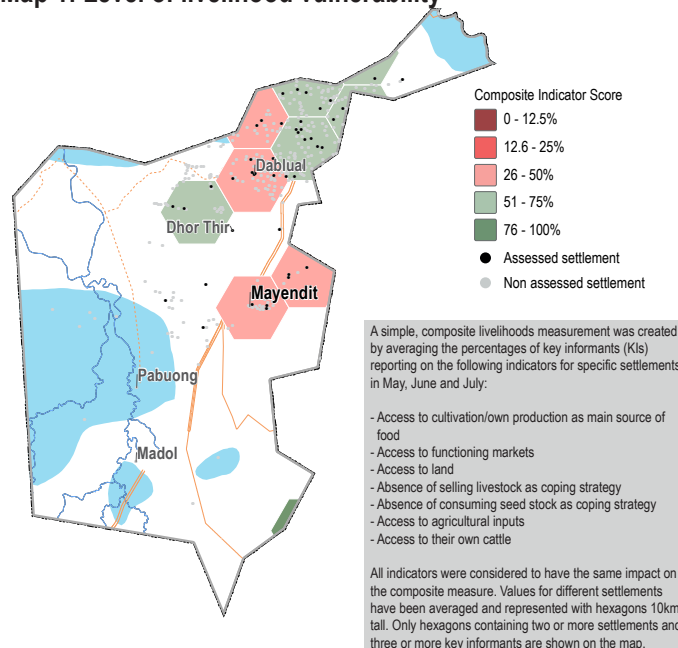 Map 1: Level of livelihood vulnerability
Composite Indicator Score
0 - 12.5%
12.6 - 25%
26 - 50%
51 - 75%
76 - 100%
Assessed settlement
Non assessed settlement
Dablual
Dhor Thir
Mayendit
Pabuong
Madol
A simple, composite livelihoods measurement was created
by averaging the percentages of key informants (KIs)
reporting on the following indicators for specific settlements
in May, June and July:
- Access to cultivation/own production as main source of
food
- Access to functioning markets
- Access to land
- Absence of selling livestock as coping strategy
- Absence of consuming seed stock as coping strategy
- Access to agricultural inputs
- Access to their own cattle
All indicators were considered to have the same impact on
the composite measure. Values for different settlements
have been averaged and represented with hexagons 10km
tall. Only hexagons containing two or more settlements and
three or more key informants are shown on the map.